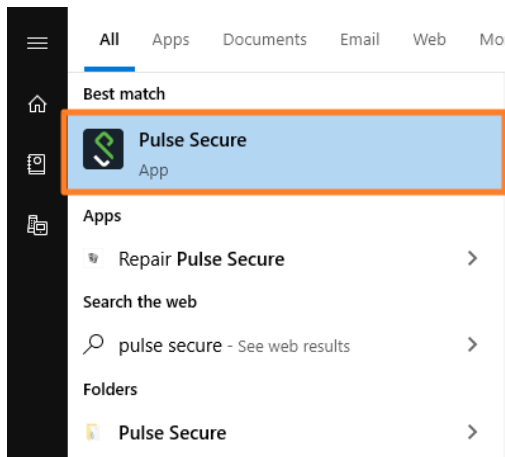 All Apps Documents Email Web Mo
Best match
Pulse Secure
App
Apps
Repair Pulse Secure
Search the web
pulse secure - See web results
Folders
Pulse Secure